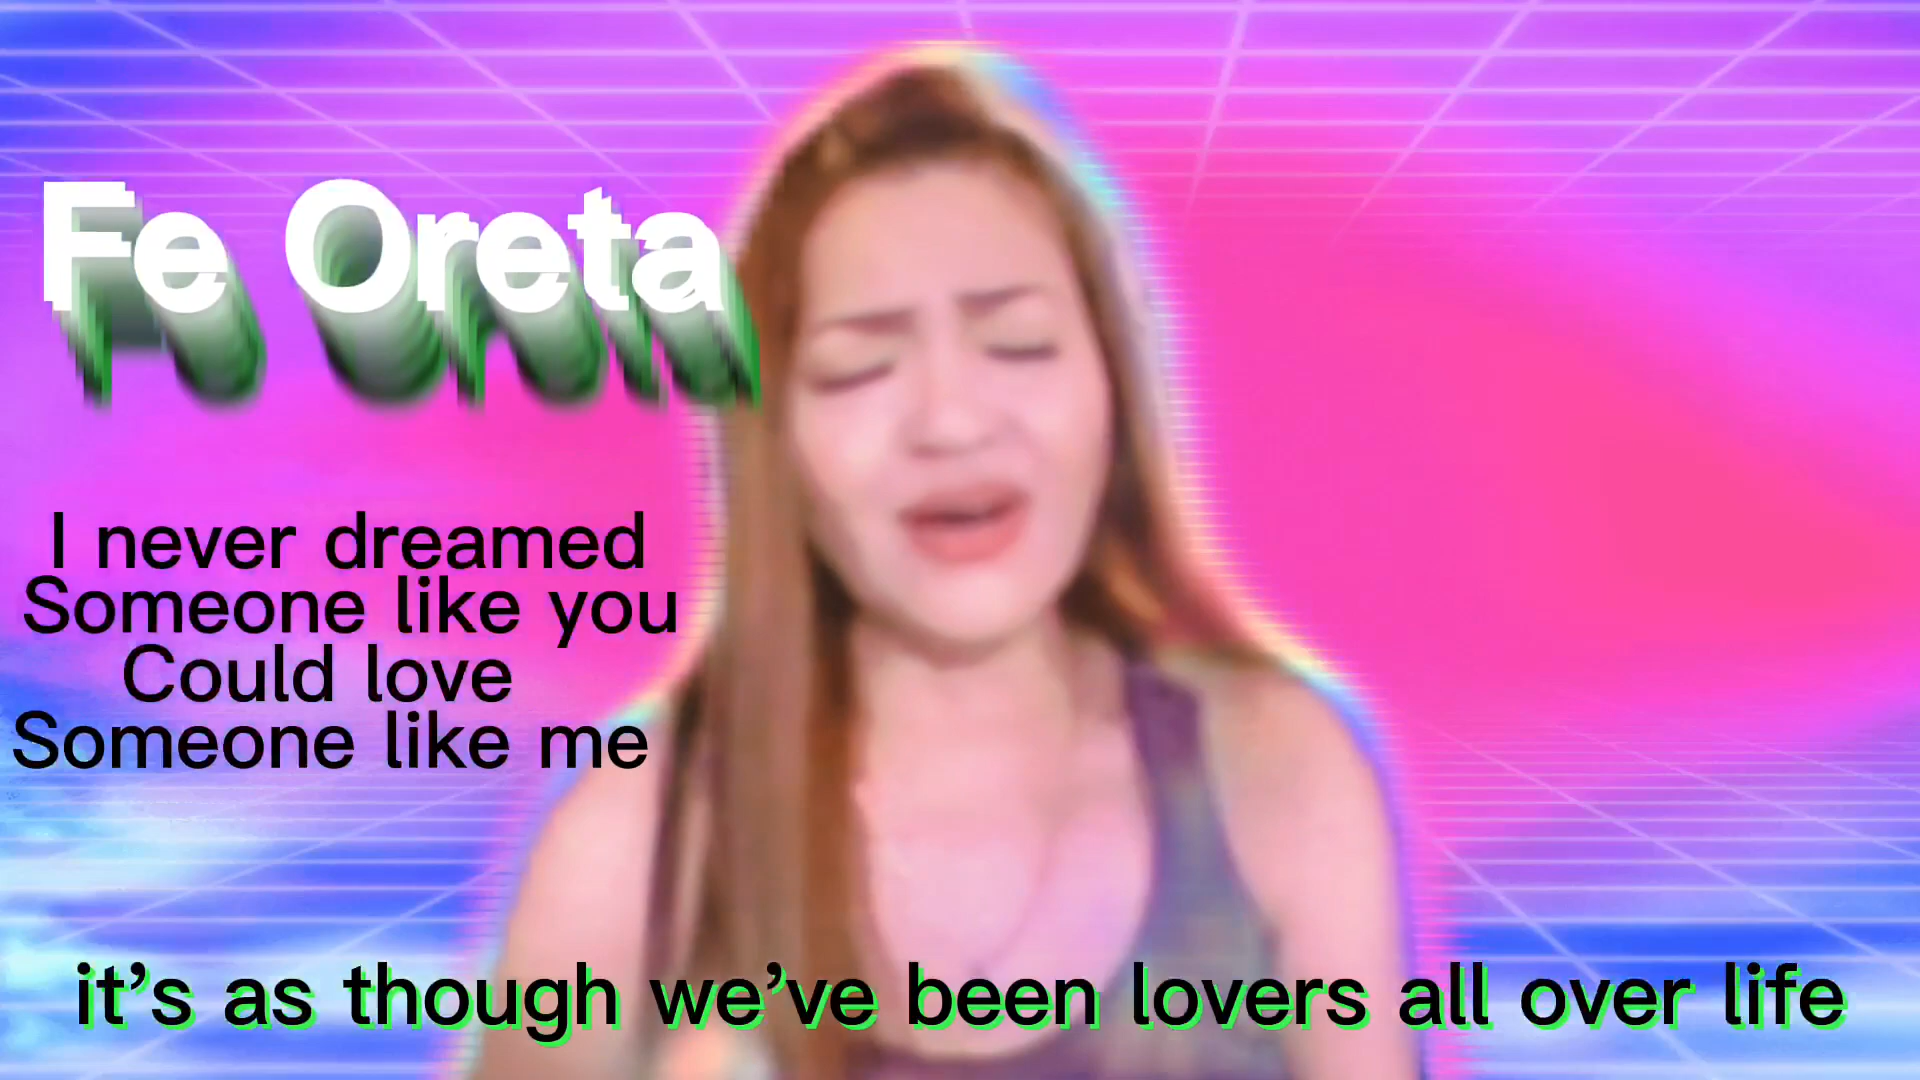 Fe Oreta
I never dreamed
Someone like you
Could love
Someone like me
it's as though we've been lovers all over life